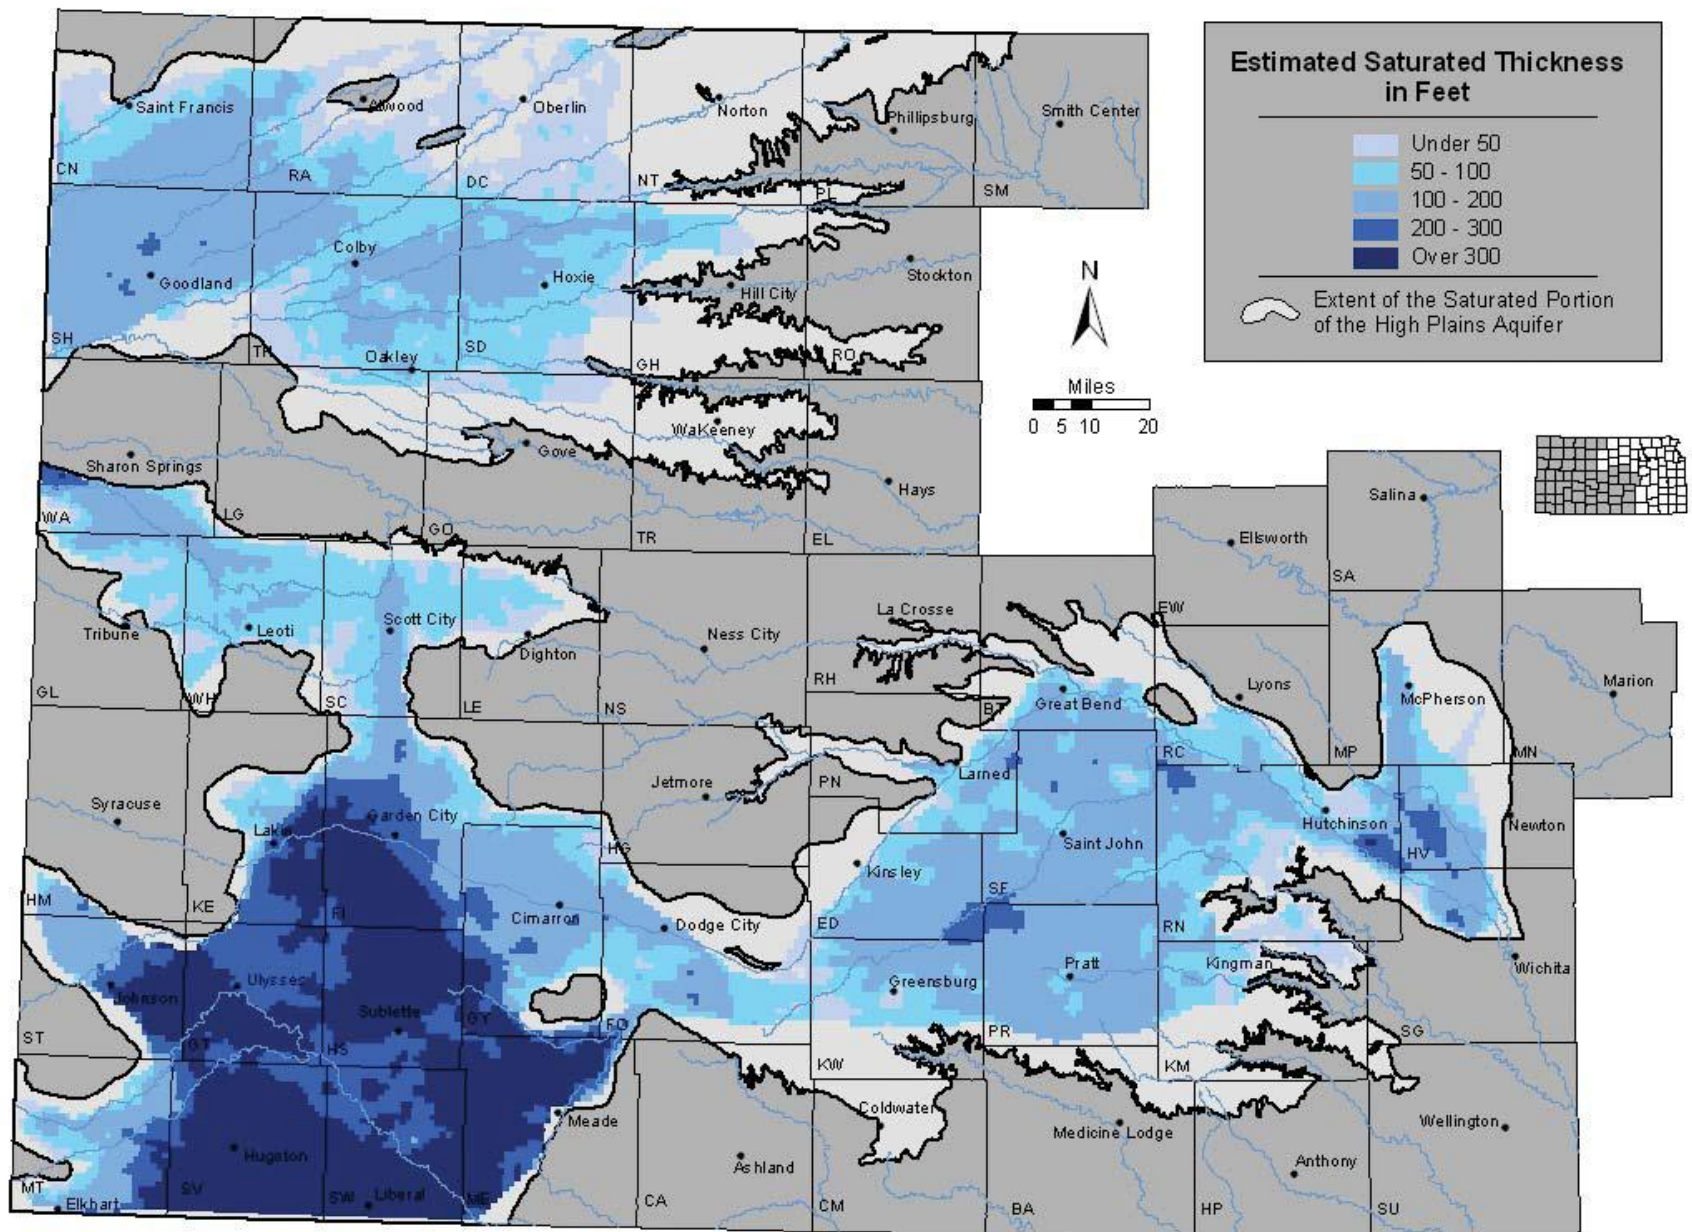 Estimated Saturated Thickness
in Feet
Under 50
50 - 100
100 - 200
200 - 300
Over 300
Extent of the Saturated Portion
of the High Plains Aquifer
N
Miles
0 5 10 20
Saint Francis
Atwood
Oberlin
Norton
Phillipsburg
Smith Center
CN
RA
DC
NT
PL
SM
Colby
Goodland
Hoxie
Hill City
Stockton
SH
TH
Oakley
SD
GH
RO
WaKeeney
Gove
Sharon Springs
Hays
WA
LG
GO
TR
EL
Salina
Ellsworth
SA
Tribune
Leoti
Scott City
Dighton
Ness City
La Crosse
EW
Great Bend
Lyons
McPherson
Marion
GL
WH
SC
LE
NS
RH
BT
RC
MP
MN
Syracuse
Lakin
Garden City
Jetmore
PN
Larned
Saint John
Hutchinson
Newton
HG
Kinsley
HV
HM
KE
FI
Cimarron
Dodge City
ED
SF
RN
Johnson
Ulysses
Sublette
Greensburg
Pratt
Kingman
Wichita
ST
GT
HS
GY
FO
KW
PR
KM
SG
Meade
Coldwater
Medicine Lodge
Wellington
Hugoton
Ashland
Anthony
MT
Elkhart
SV
SW
Liberal
ME
CA
CM
BA
HP
SU